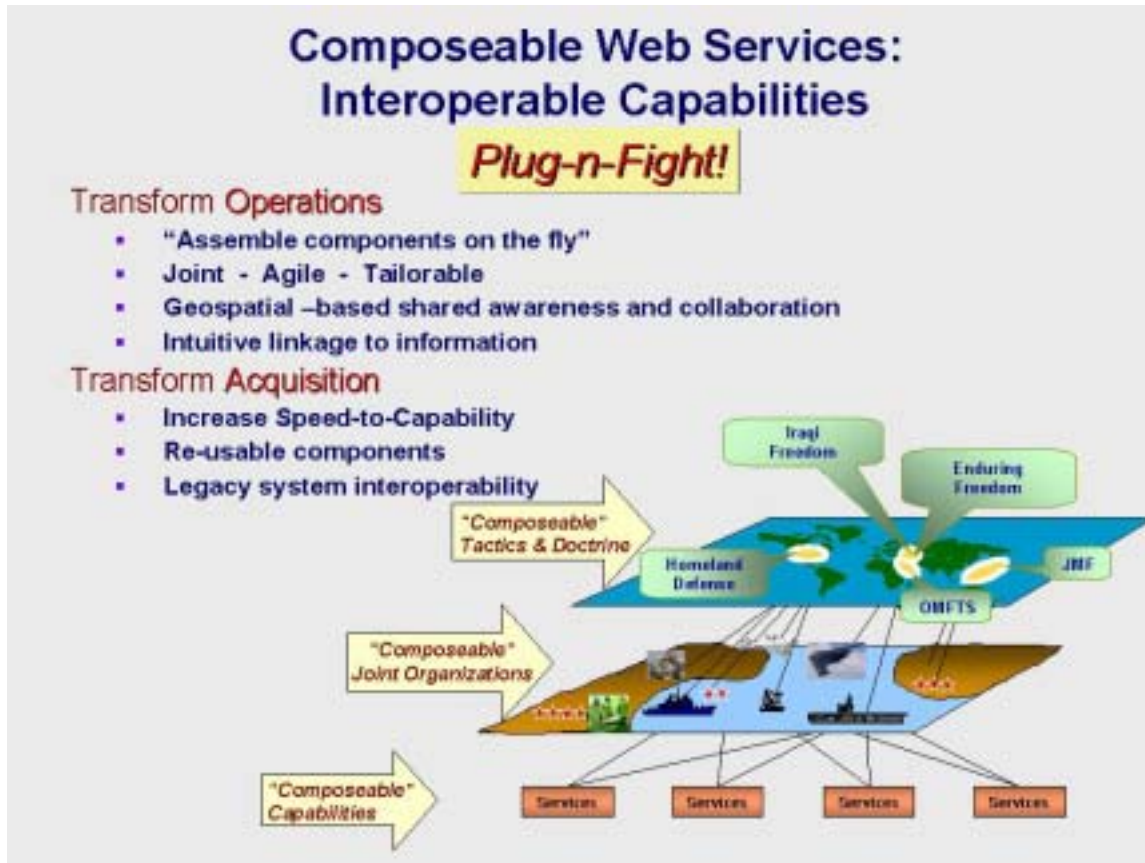 Composeable Web Services:
Interoperable Capabilities
Plug-n-Fight!
Transform Operations
▪ “Assemble components on the fly”
▪ Joint - Agile - Tailorable
▪ Geospatial –based shared awareness and collaboration
▪ Intuitive linkage to information
Transform Acquisition
▪ Increase Speed-to-Capability
▪ Re-usable components
▪ Legacy system interoperability
Iraqi
Freedom
Enduring
Freedom
"Composeable"
Tactics & Doctrine
Homeland
Defense
JMF
OMFTS
"Composeable"
Joint Organizations
"Composeable"
Capabilities
Services
Services
Services
Services